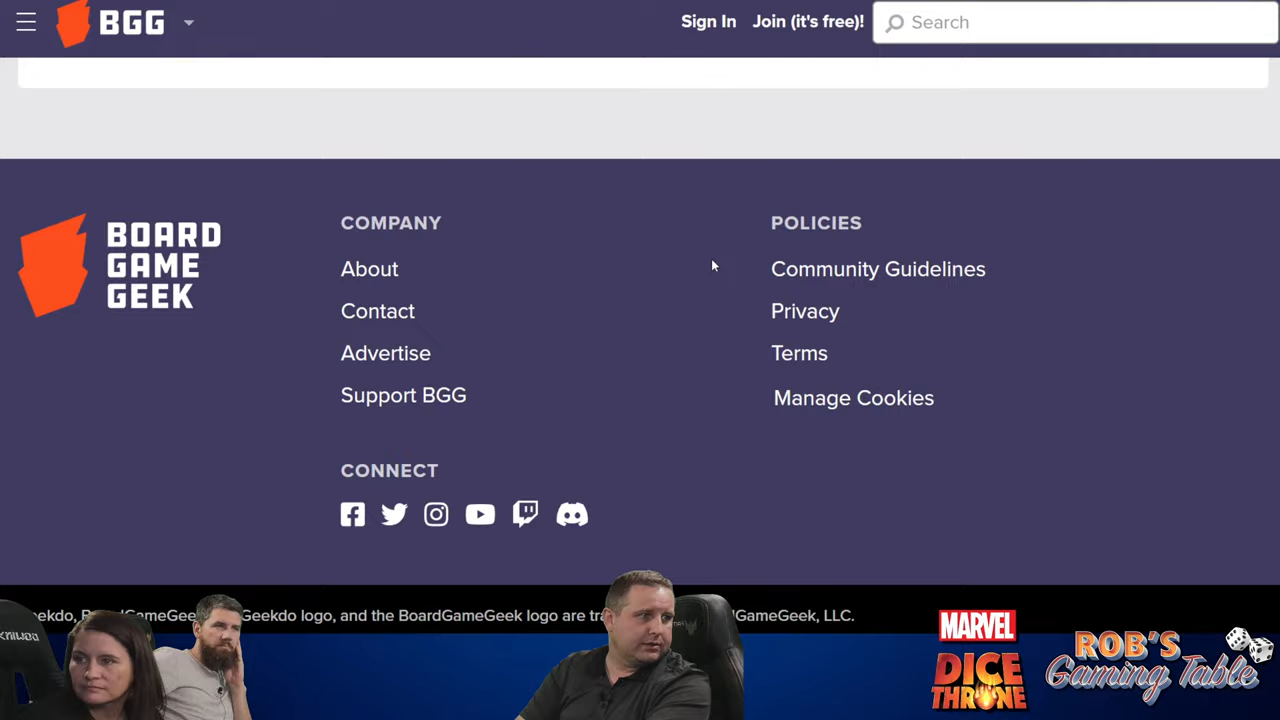 BGG
Sign In
Join (it's free)!
Search
BOARD
GAME
GEEK
COMPANY
About
Contact
Advertise
Support BGG
POLICIES
Community Guidelines
Privacy
Terms
Manage Cookies
CONNECT
Geekdo logo, and the BoardGameGeek logo are GameGeek, LLC.
MARVEL
DICE
THRONE
ROB'S
Gaming Table